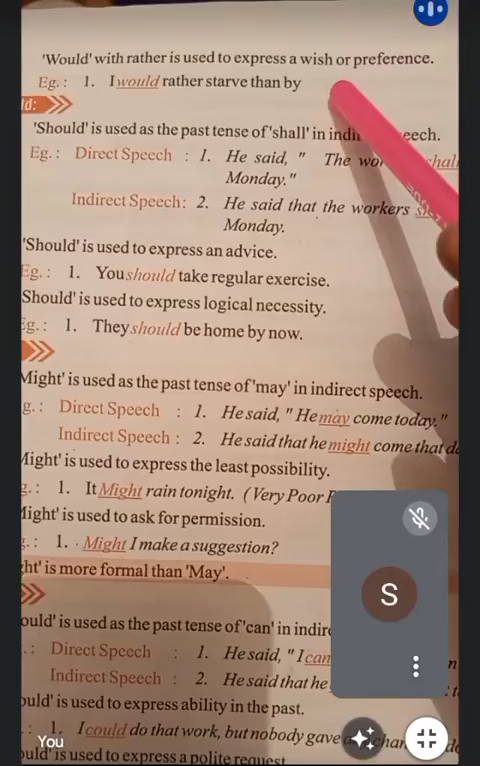 'Would' with rather is used to express a wish or preference.
Eg. : 1. I would rather starve than by
ld:
'Should' is used as the past tense of 'shall' in eech.
Eg. : Direct Speech : 1. He said, " The
Monday."
Indirect Speech: 2. He said that the workers
Monday.
'Should' is used to express an advice.
Eg. : 1. You should take regular exercise.
Should' is used to express logical necessity.
Eg.: 1. They should be home by now.
Might' is used as the past tense of 'may' in indirect speech.
g. : Direct Speech : 1. He said, " He may come today."
Indirect Speech : 2. He said that he might come that
Might' is used to express the least possibility.
g. : 1. It Might rain tonight. (Very Poor
Might' is used to ask for permission.
.: 1. Might I make a suggestion?
ht' is more formal than 'May'.
ould' is used as the past tense of 'can' in
.: Direct Speech : 1. He said, "I can
Indirect Speech : 2. He said that he
ould' is used to express ability in the past.
.: 1. I could do that work, but nobody gave
ould' is used to express a polite request
S
You